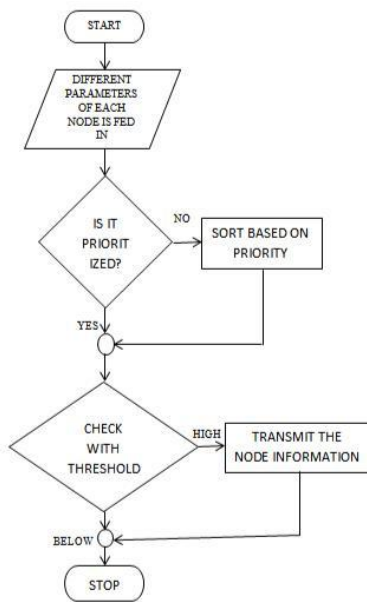 START
DIFFERENT
PARAMETERS
OF EACH
NODE IS FED
IN
IS IT
PRIORIT
IZED?
NO
SORT BASED ON
PRIORITY
YES
CHECK
WITH
THRESHOLD
HIGH
TRANSMIT THE
NODE INFORMATION
BELOW
STOP